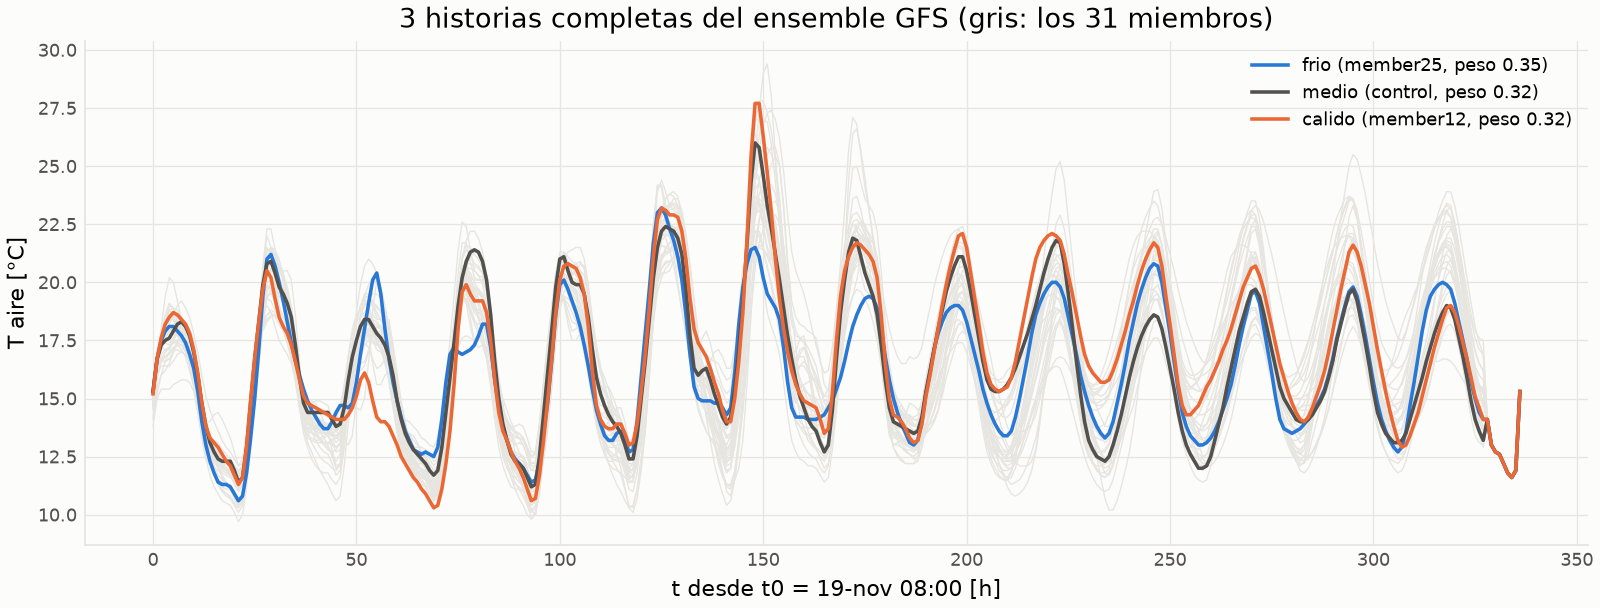 3 historias completas del ensemble GFS (gris: los 31 miembros)
frio (member25, peso 0.35)
medio (control, peso 0.32)
calido (member12, peso 0.32)
T aire [°C]
30.0
27.5
25.0
22.5
20.0
17.5
15.0
12.5
10.0
0 50 100 150 200 250 300 350
t desde t0 = 19-nov 08:00 [h]